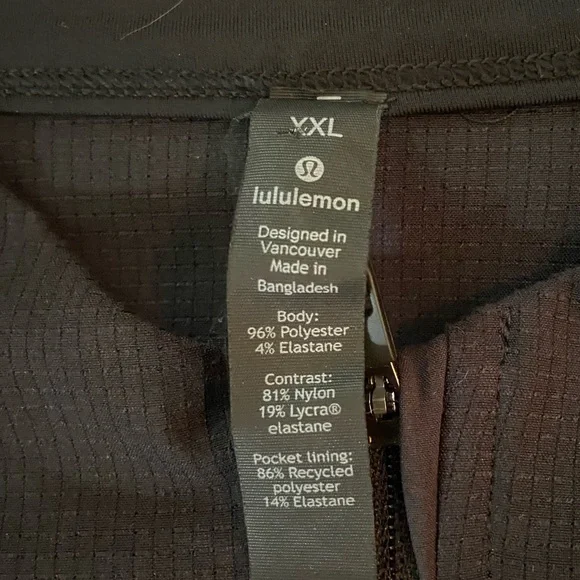 XXL
lululemon
Designed in
Vancouver
Made in
Bangladesh
Body:
96% Polyester
4% Elastane
Contrast:
81% Nylon
19% Lycra®
elastane
Pocket lining:
86% Recycled
polyester
14% Elastane